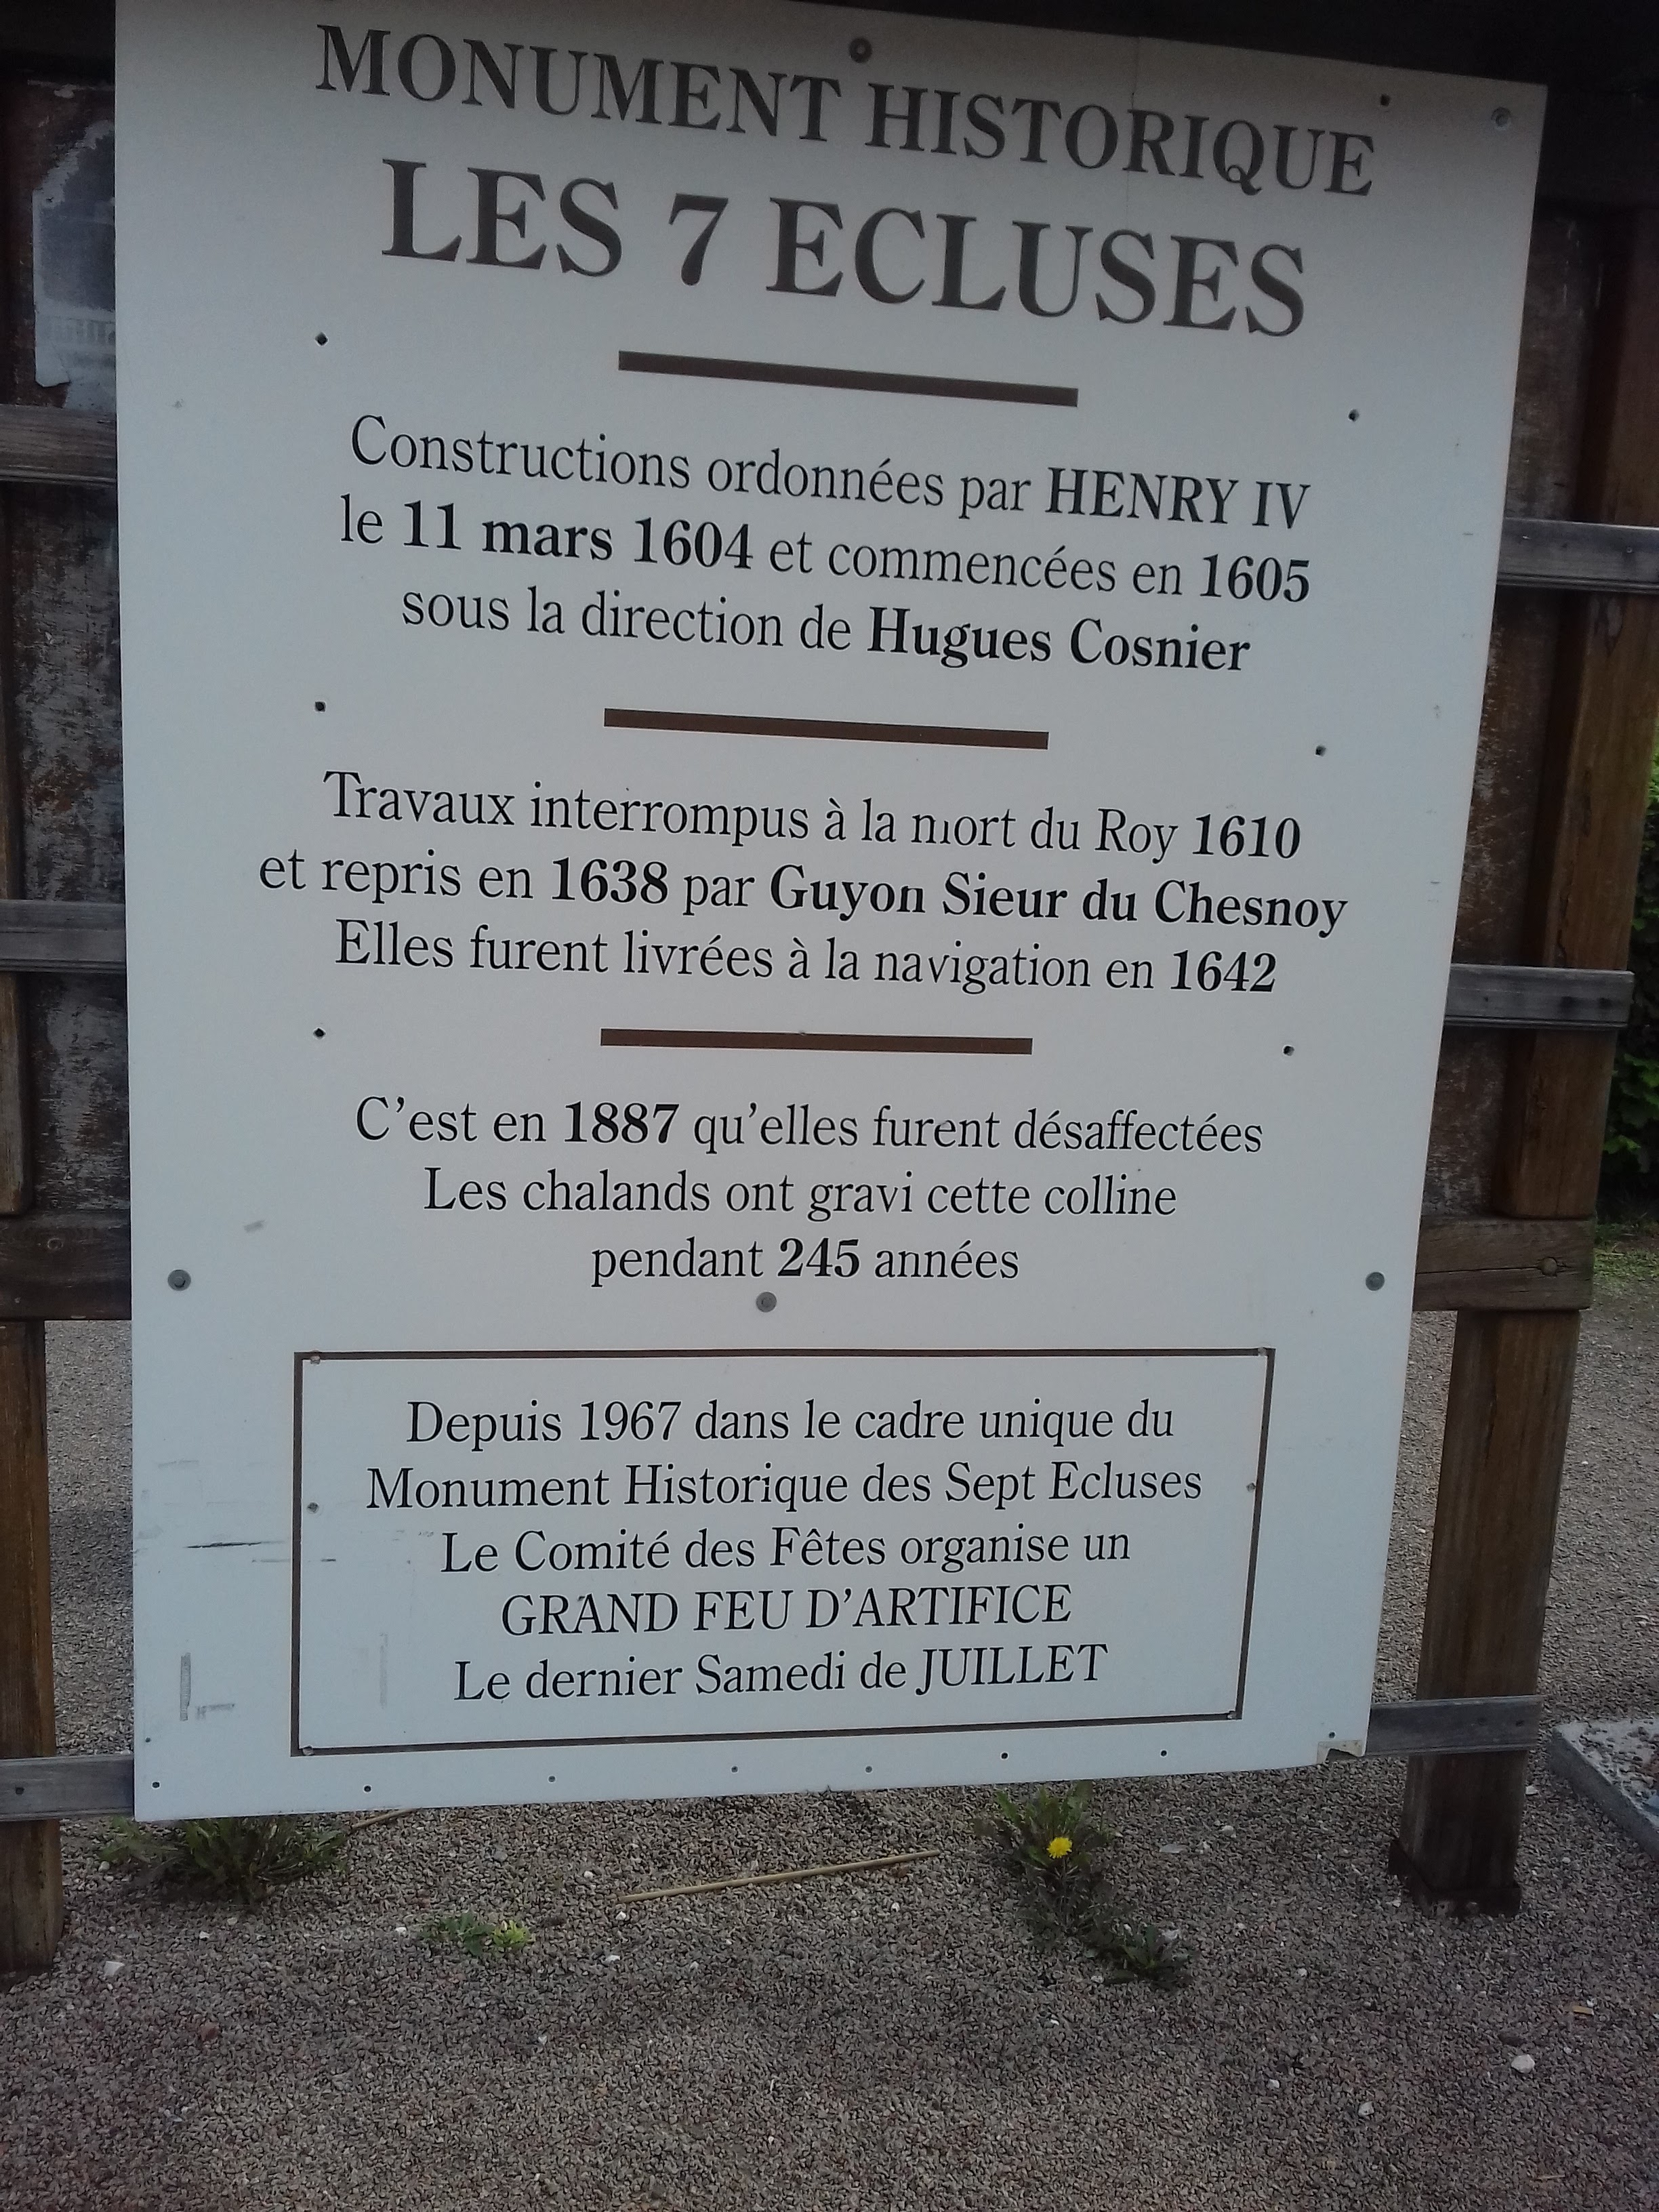 MONUMENT HISTORIQUE
LES 7 ECLUSES
Constructions ordonnées par HENRY IV
le 11 mars 1604 et commencées en 1605
sous la direction de Hugues Cosnier
Travaux interrompus à la mort du Roy 1610
et repris en 1638 par Guyon Sieur du Chesnoy
Elles furent livrées à la navigation en 1642
C'est en 1887 qu'elles furent désaffectées
Les chalands ont gravi cette colline
pendant 245 années
Depuis 1967 dans le cadre unique du
Monument Historique des Sept Ecluses
Le Comité des Fêtes organise un
GRAND FEU D'ARTIFICE
Le dernier Samedi de JUILLET